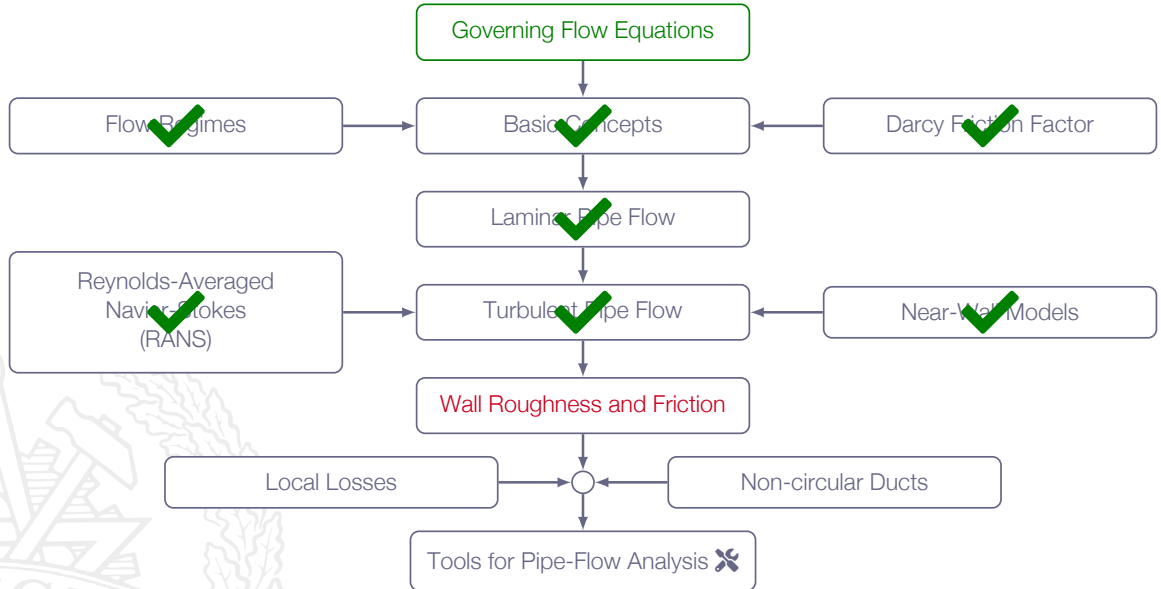 Governing Flow Equations
Flow Regimes
Basic Concepts
Darcy Friction Factor
Laminar Pipe Flow
Reynolds-Averaged
Navier-Stokes
(RANS)
Turbulent Pipe Flow
Near-Wall Models
Wall Roughness and Friction
Local Losses
Non-circular Ducts
Tools for Pipe-Flow Analysis